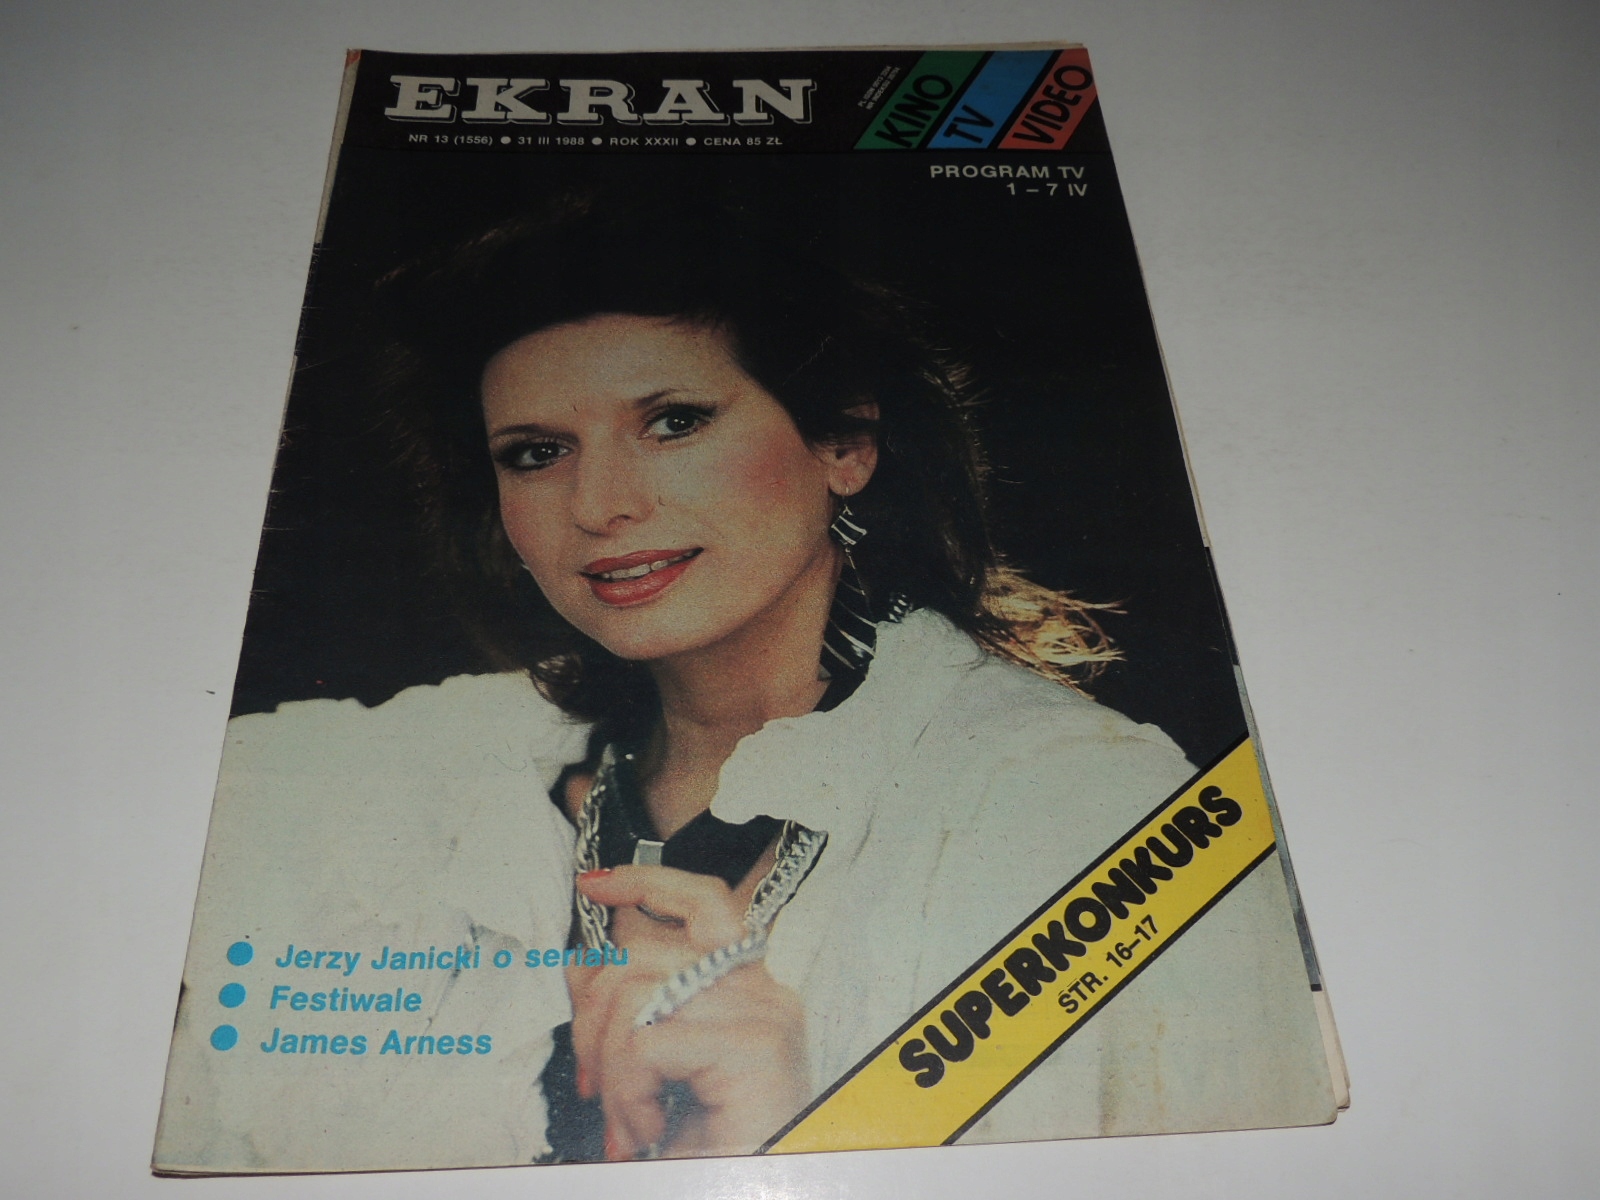 EKRAN
NR 13 (1556) ● 31 III 1988 ● ROK XXXII ● CENA 85 ZŁ
KINO
TV
VIDEO
PROGRAM TV
1 – 7 IV
● Jerzy Janicki o serialu
● Festiwale
● James Arness
SUPERKONKURS
STR. 16–17